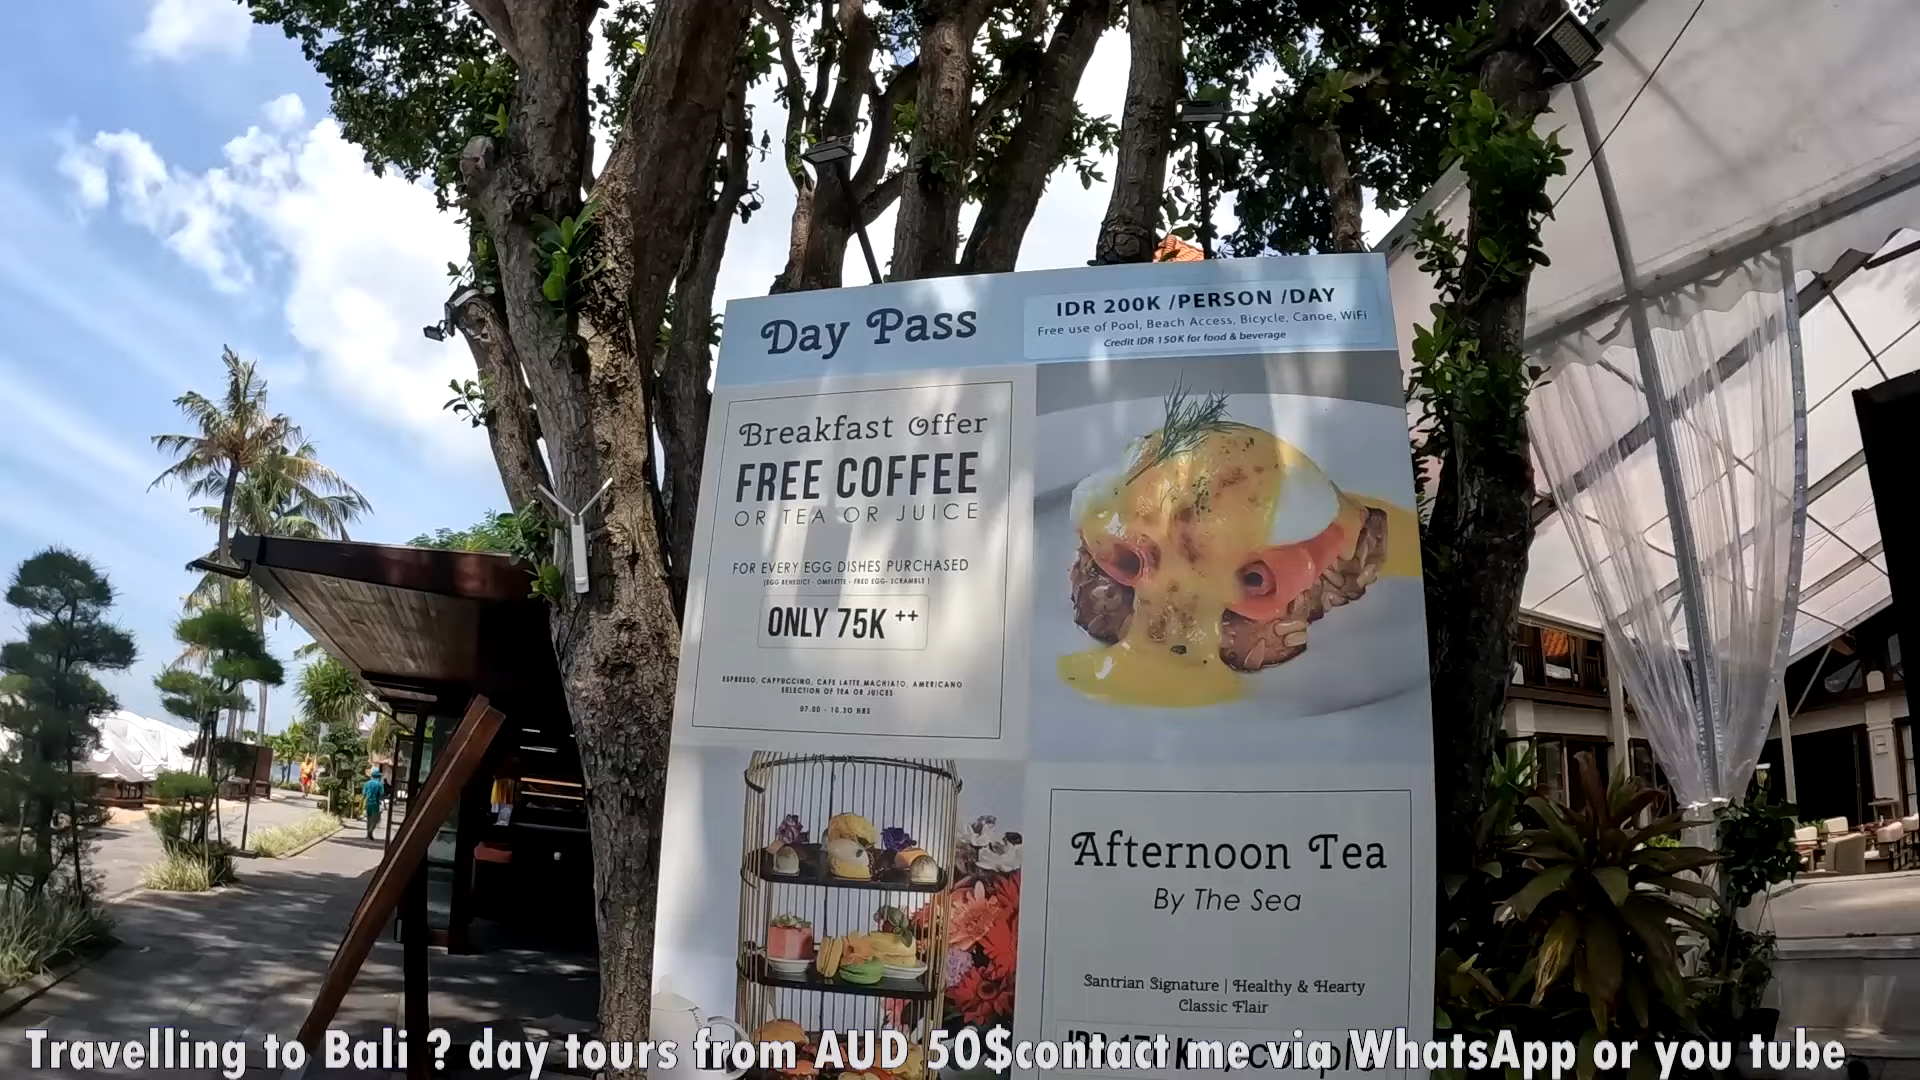 Day Pass
IDR 200K /PERSON /DAY
Free use of Pool, Beach Access, Bicycle, Canoe, WiFi
Credit IDR 150K for food & beverage
Breakfast Offer
FREE COFFEE
OR TEA OR JUICE
FOR EVERY EGG DISHES PURCHASED
(EGG BENEDICT - OMELETTE - FRED EGG- SCRAMBLE )
ONLY 75K ++
ESPRESSO, CAPPUCCINO, CAFE LATTE,MACHIATO, AMERICANO
SELECTION OF TEA OR JUICES
07.00 - 10.30 HRS
Afternoon Tea
By The Sea
Santrian Signature | Healthy & Hearty
Classic Flair
Travelling to Bali ? day tours from AUD 50$contact me via WhatsApp or you tube